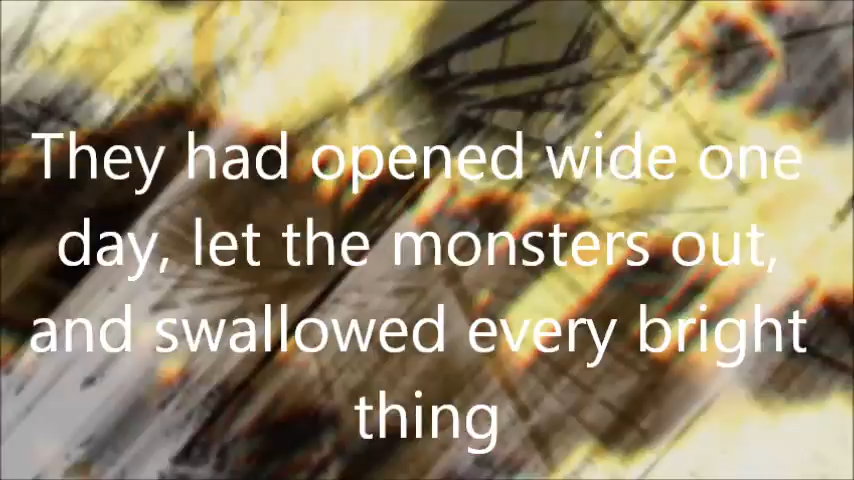 They had opened wide one
day, let the monsters out,
and swallowed every bright
thing